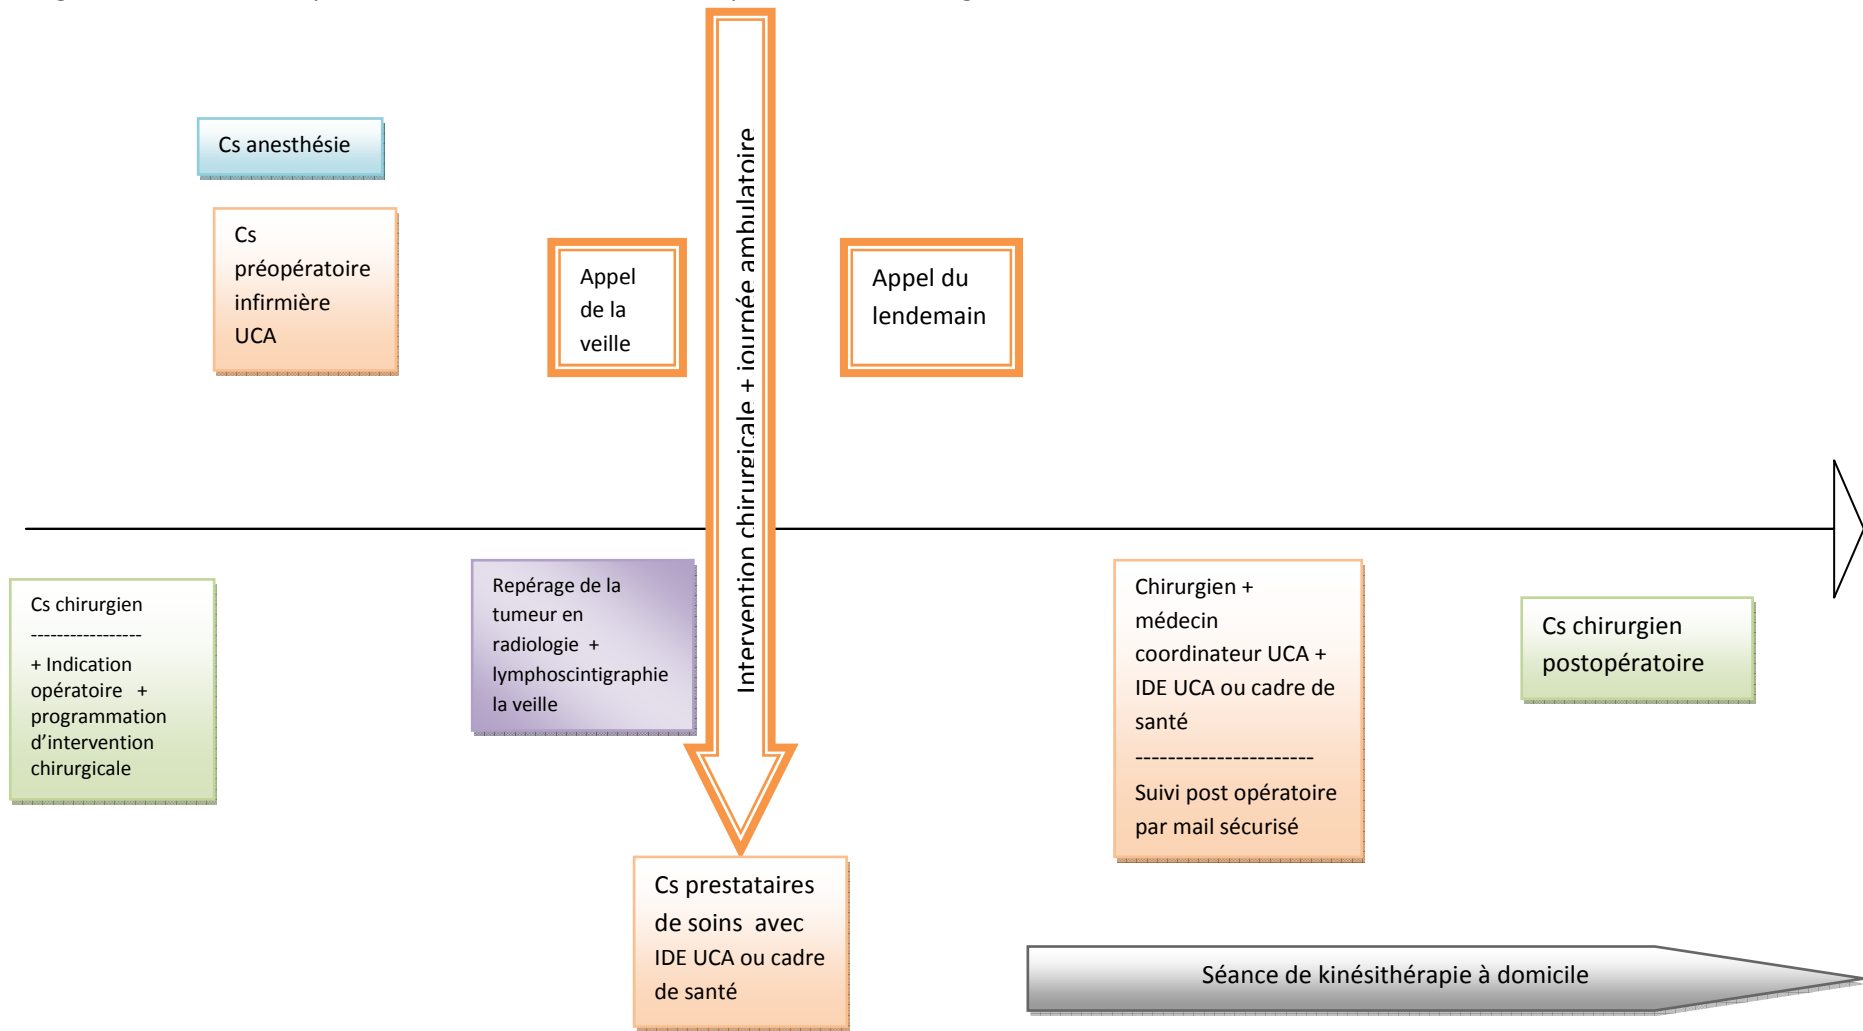 Cs anesthésie
Cs
préopératoire
infirmière
UCA
Appel
de la
veille
Intervention chirurgicale + journée ambulatoire
Appel du
lendemain
Cs chirurgien
-----------------
+ Indication
opératoire +
programmation
d'intervention
chirurgicale
Repérage de la
tumeur en
radiologie +
lymphoscintigraphie
la veille
Cs prestataires
de soins avec
IDE UCA ou cadre
de santé
Chirurgien +
médecin
coordinateur UCA +
IDE UCA ou cadre de
santé
----------------------
Suivi post opératoire
par mail sécurisé
Cs chirurgien
postopératoire
Séance de kinésithérapie à domicile